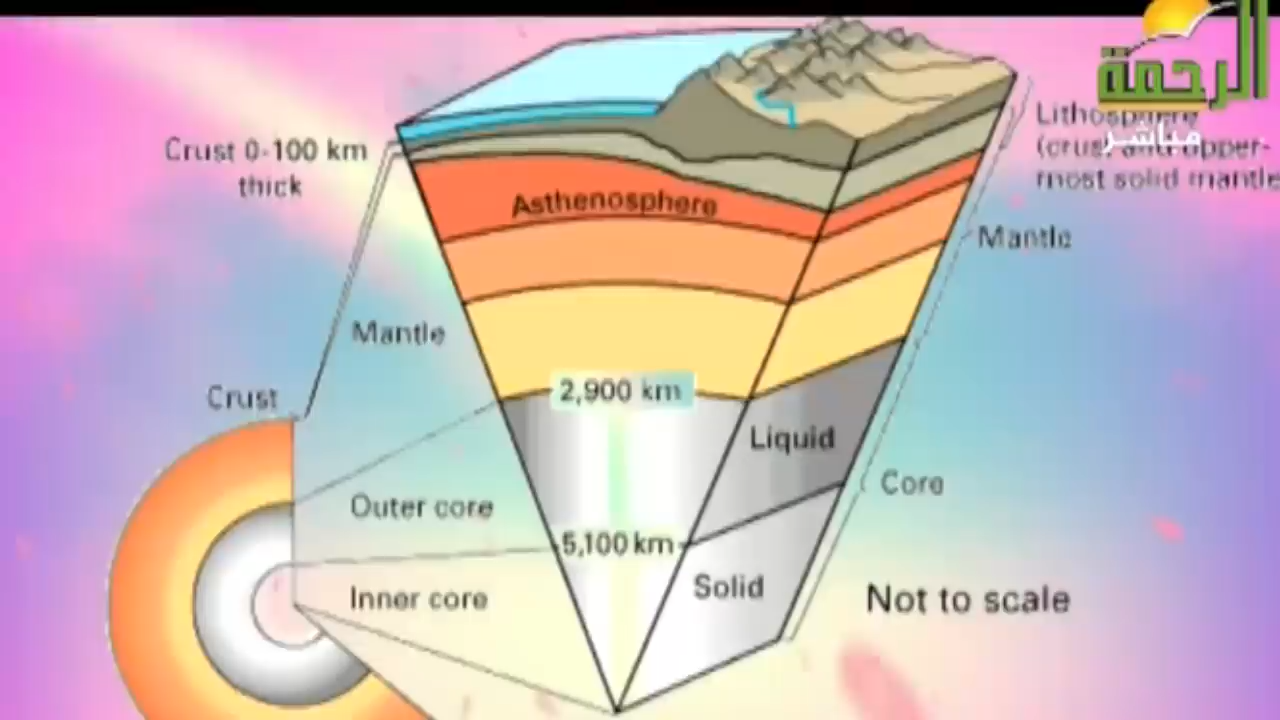 الرحمة
مباشر
Crust 0-100 km
thick
Lithosphere
(crust and upper-
most solid mantle
Asthenosphere
Mantle
Mantle
Crust
2,900 km
Liquid
Core
Outer core
5,100 km
Solid
Inner core
Not to scale